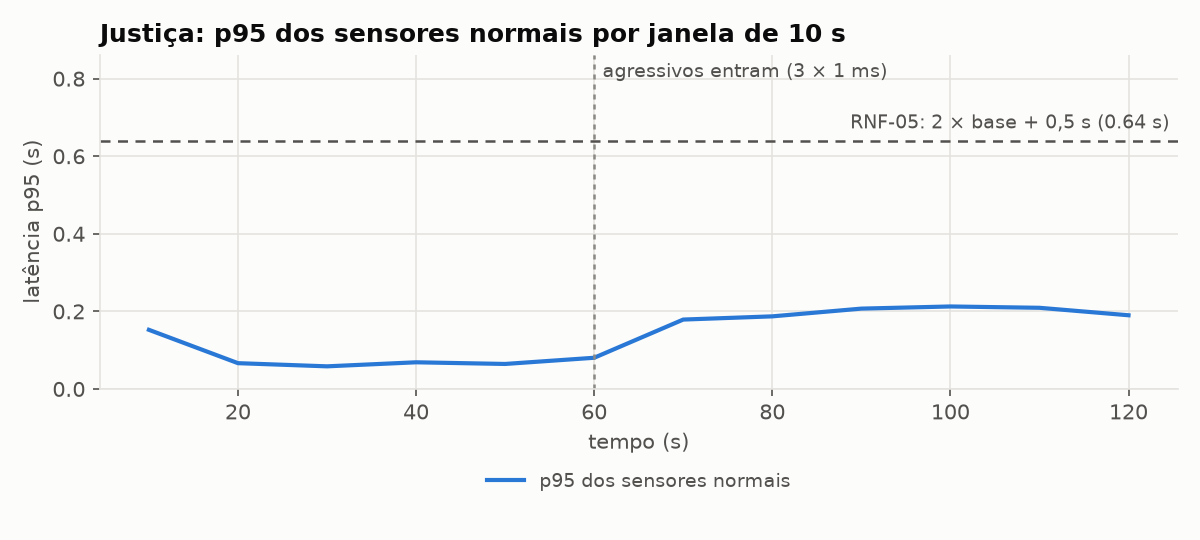 Justiça: p95 dos sensores normais por janela de 10 s
agressivos entram (3 × 1 ms)
RNF-05: 2 × base + 0,5 s (0.64 s)
latência p95 (s)
0.8
0.6
0.4
0.2
0.0
20 40 60 80 100 120
tempo (s)
p95 dos sensores normais